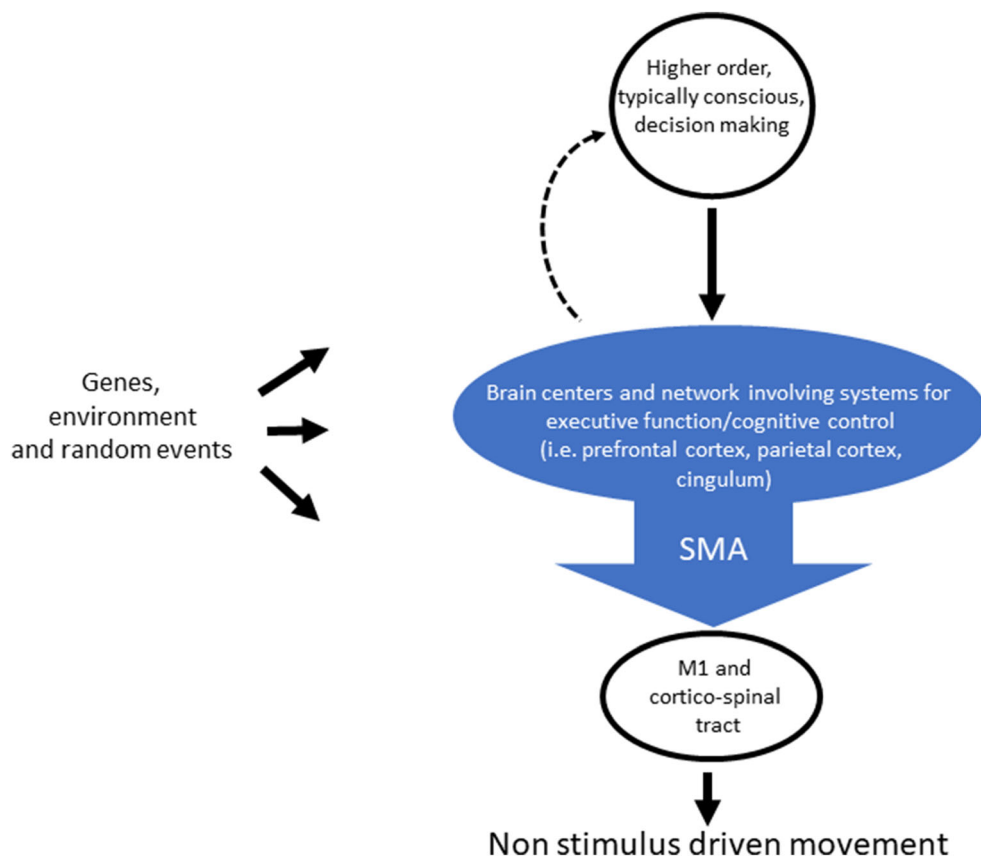 Higher order,
typically conscious,
decision making
Genes,
environment
and random events
Brain centers and network involving systems for
executive function/cognitive control
(i.e. prefrontal cortex, parietal cortex,
cingulum)
SMA
M1 and
cortico-spinal
tract
Non stimulus driven movement